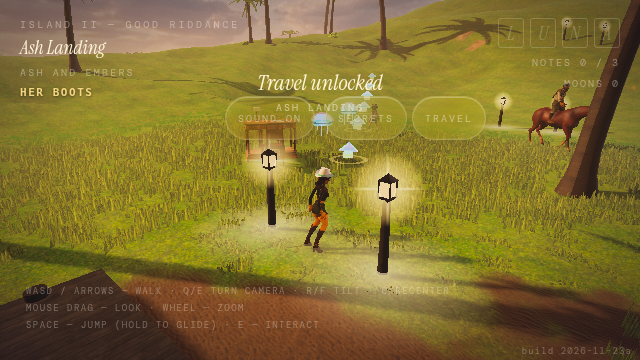 ISLAND II — GOOD RIDDANCE
Ash Landing
ASH AND EMBERS
HER BOOTS
L U N A
NOTES 0 / 3
MOONS 0
Travel unlocked
ASH LANDING
SOUND ON
SECRETS
TRAVEL
WASD / ARROWS — WALK · Q/E TURN CAMERA · R/F TILT · RECENTER
MOUSE DRAG — LOOK · WHEEL — ZOOM
SPACE — JUMP (HOLD TO GLIDE) · E — INTERACT
build 2026-11-23a